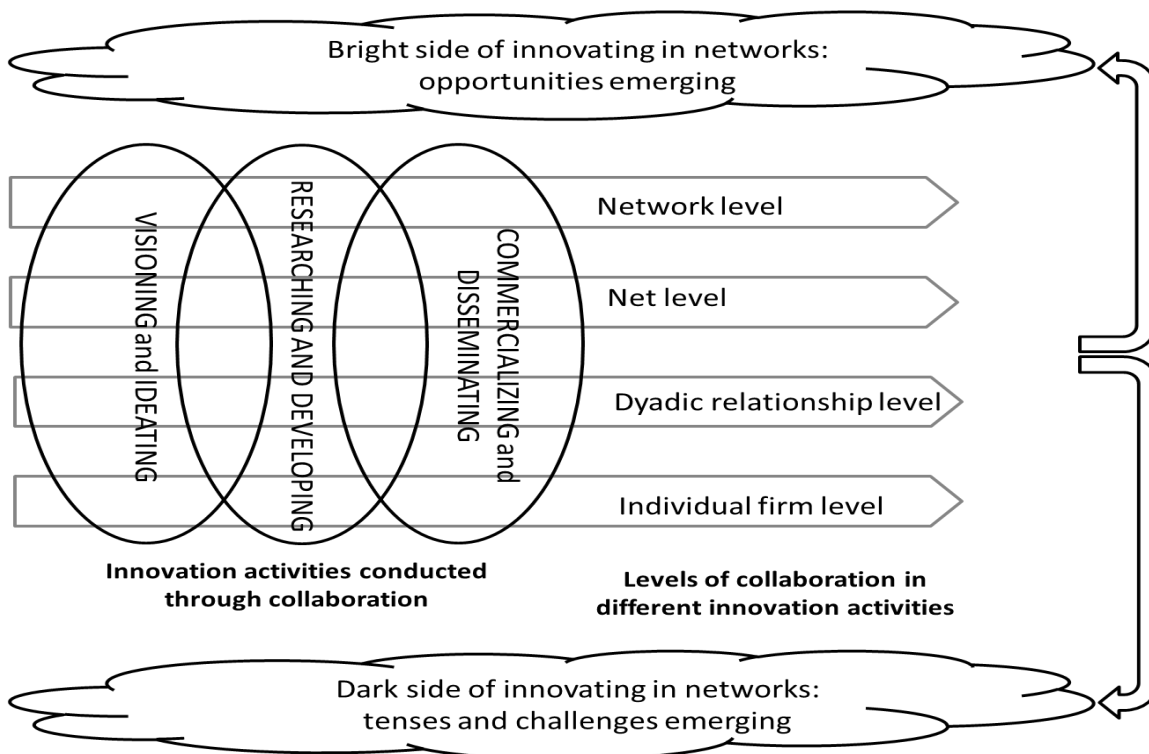 Bright side of innovating in networks:
opportunities emerging
VISIONING and IDEATING
RESEARCHING AND DEVELOPING
COMMERCIALIZING and
DISSEMINATING
Network level
Net level
Dyadic relationship level
Individual firm level
Innovation activities conducted
through collaboration
Levels of collaboration in
different innovation activities
Dark side of innovating in networks:
tenses and challenges emerging